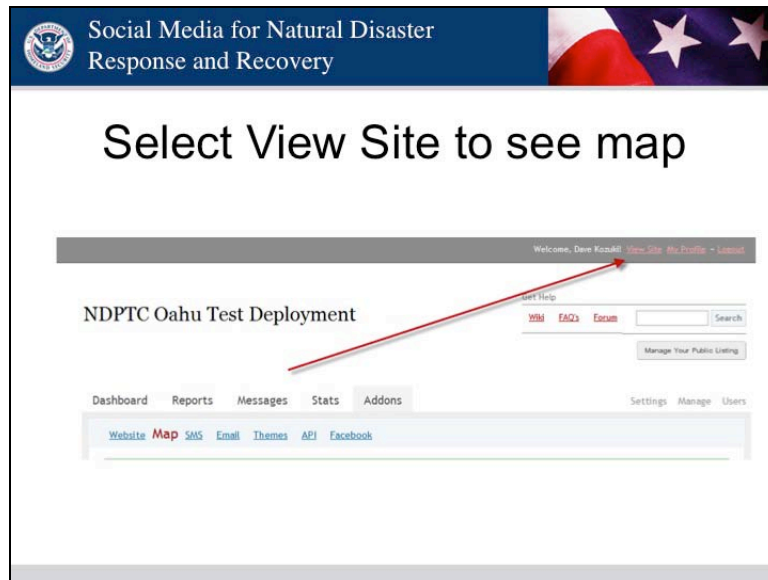 Social Media for Natural Disaster
Response and Recovery
Select View Site to see map
Welcome, Dave Kozuki! View Site My Profile - Logout
Get Help
NDPTC Oahu Test Deployment
Wiki FAQ's Forum Search
Manage Your Public Listing
Dashboard Reports Messages Stats Addons Settings Manage Users
Website Map SMS Email Themes API Facebook